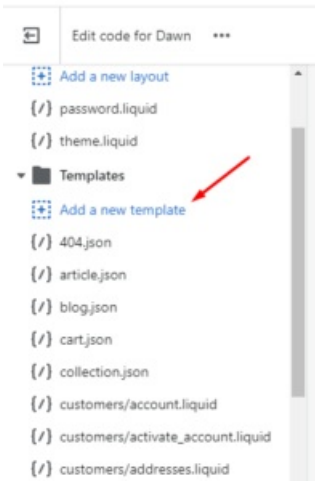 Edit code for Dawn •••
Add a new layout
{/} password.liquid
{/} theme.liquid
Templates
Add a new template
{/} 404.json
{/} article.json
{/} blog.json
{/} cart.json
{/} collection.json
{/} customers/account.liquid
{/} customers/activate_account.liquid
{/} customers/addresses.liquid